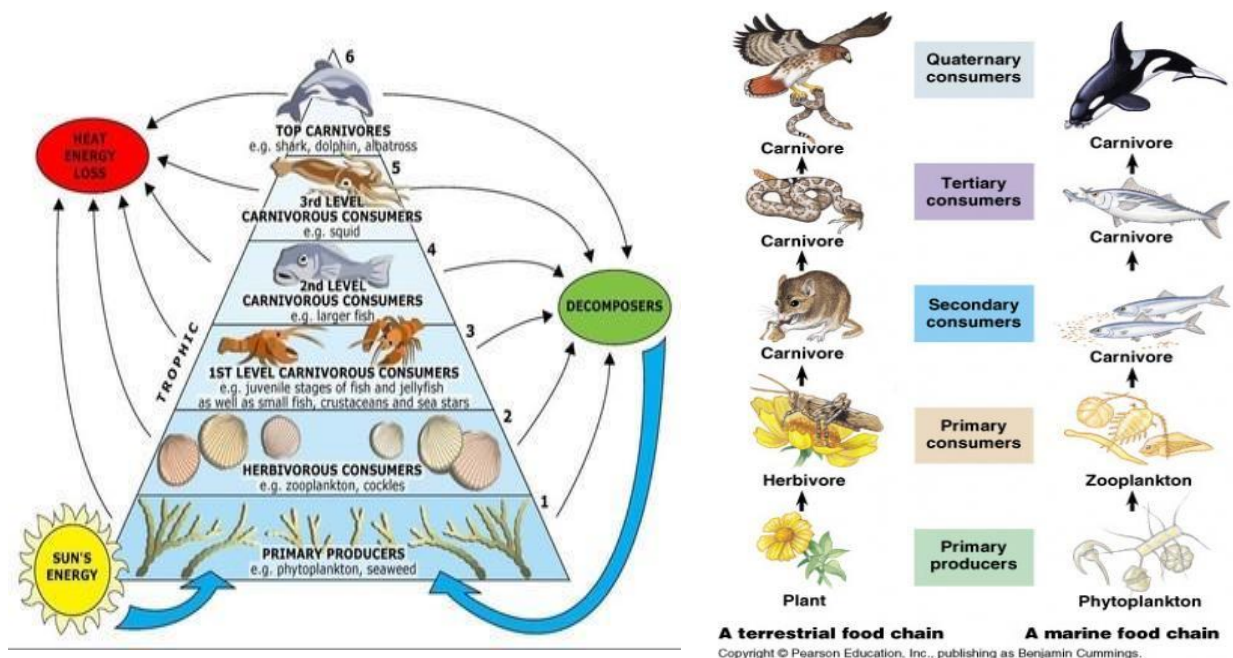 6
TOP CARNIVORES
e.g. shark, dolphin, albatross
HEAT
ENERGY
LOSS
5
3rd LEVEL
CARNIVOROUS CONSUMERS
e.g. squid
4
2nd LEVEL
CARNIVOROUS CONSUMERS
e.g. larger fish
DECOMPOSERS
3
TROPHIC
1ST LEVEL CARNIVOROUS CONSUMERS
e.g. juvenile stages of fish and jellyfish
as well as small fish, crustaceans and sea stars
2
HERBIVOROUS CONSUMERS
e.g. zooplankton, cockles
1
PRIMARY PRODUCERS
e.g. phytoplankton, seaweed
SUN'S
ENERGY
Quaternary
consumers
Carnivore
Carnivore
Tertiary
consumers
Carnivore
Carnivore
Secondary
consumers
Carnivore
Carnivore
Primary
consumers
Herbivore
Zooplankton
Primary
producers
Plant
Phytoplankton
A terrestrial food chain
A marine food chain
Copyright © Pearson Education, Inc., publishing as Benjamin Cummings.